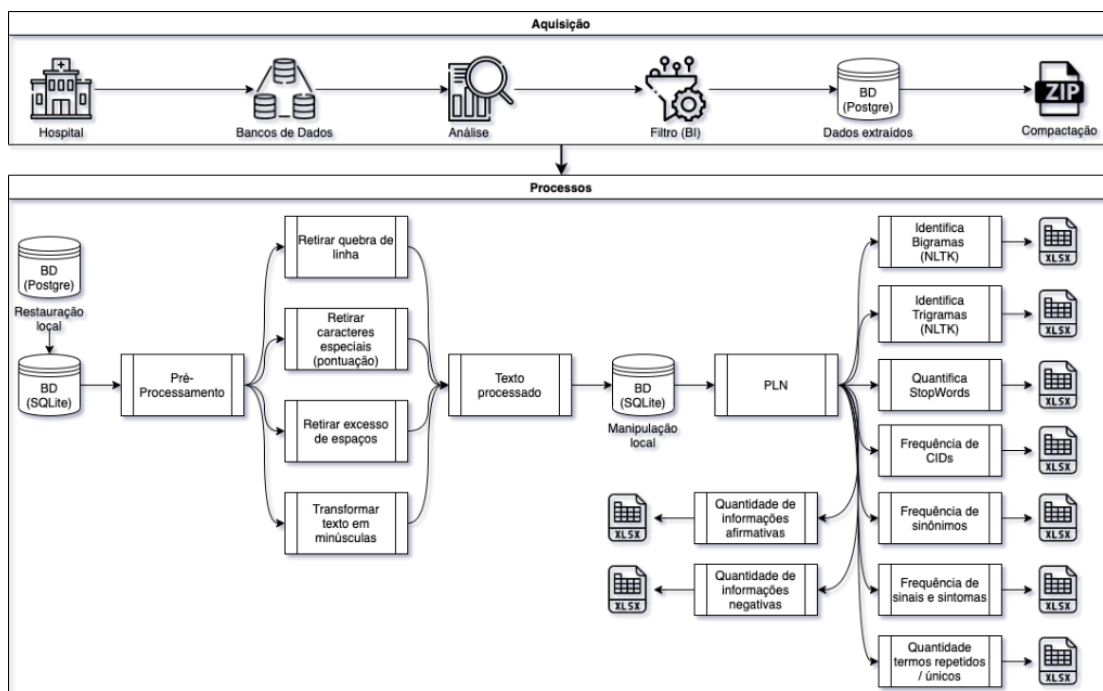 Aquisição
BD
(Postgre)
ZIP
Hospital
Bancos de Dados
Análise
Filtro (BI)
Dados extraídos
Compactação
Processos
BD
(Postgre)
Restauração
local
BD
(SQLite)
Pré-
Processamento
Retirar quebra de
linha
Retirar
caracteres
especiais
(pontuação)
Retirar excesso
de espaços
Transformar
texto em
minúsculas
Texto
processado
BD
(SQLite)
Manipulação
local
PLN
Identifica
Bigramas
(NLTK)
XLSX
Identifica
Trigramas
(NLTK)
XLSX
Quantifica
StopWords
XLSX
Frequência de
CIDs
XLSX
Frequência de
sinônimos
XLSX
Frequência de
sinais e sintomas
XLSX
Quantidade
termos repetidos
/ únicos
XLSX
Quantidade de
informações
afirmativas
XLSX
Quantidade de
informações
negativas
XLSX